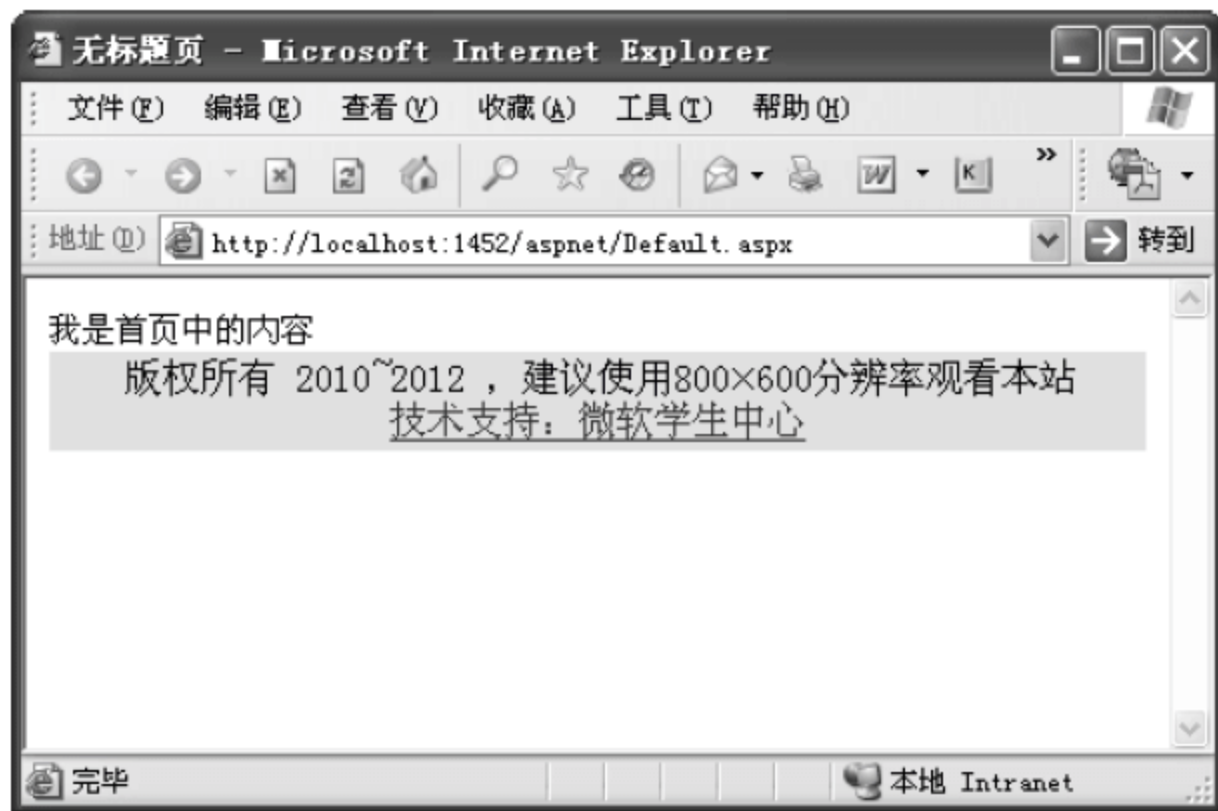 无标题页 - Microsoft Internet Explorer
文件(F) 编辑(E) 查看(V) 收藏(A) 工具(T) 帮助(H)
W K »
地址(D) http://localhost:1452/aspnet/Default.aspx 转到
我是首页中的内容
版权所有 2010~2012 ，建议使用800×600分辨率观看本站
技术支持：微软学生中心
完毕 本地 Intranet